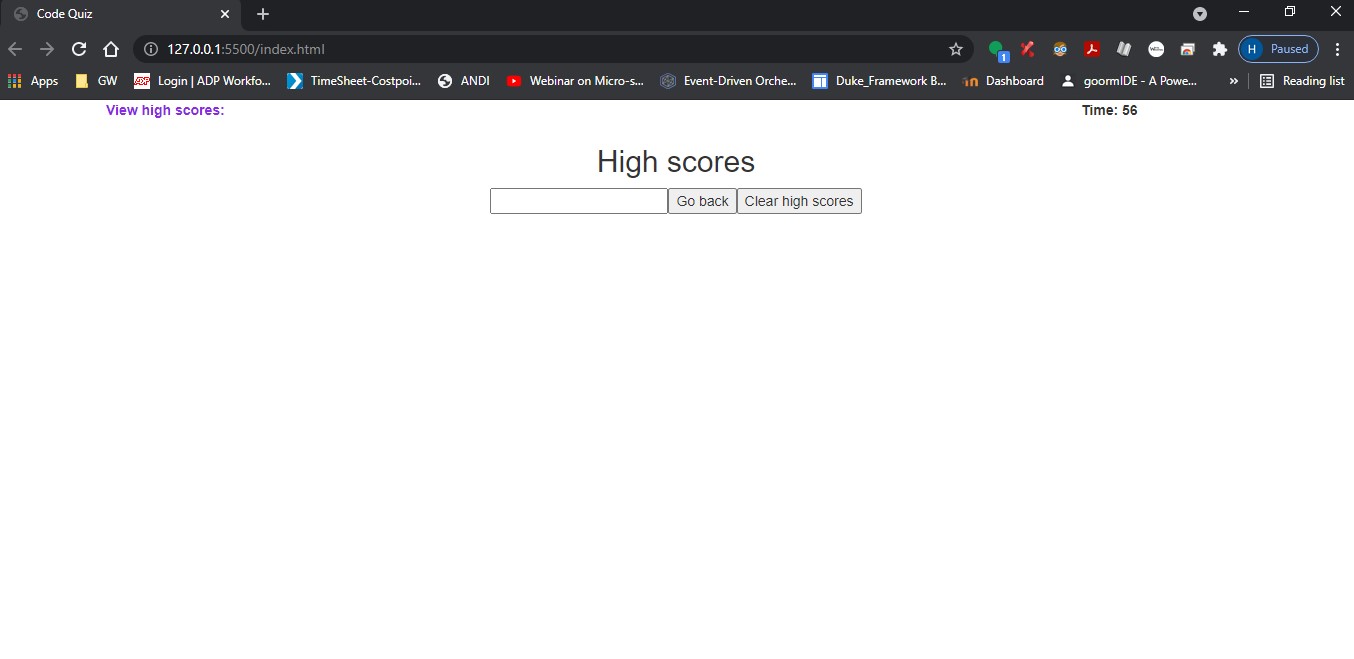 Code Quiz
127.0.0.1:5500/index.html
1
H Paused
Apps GW ADP Login | ADP Workfo... TimeSheet-Costpoi... ANDI Webinar on Micro-s... Event-Driven Orche... Duke_Framework B... Dashboard goormIDE - A Powe... » Reading list
View high scores: Time: 56
High scores
Go back Clear high scores